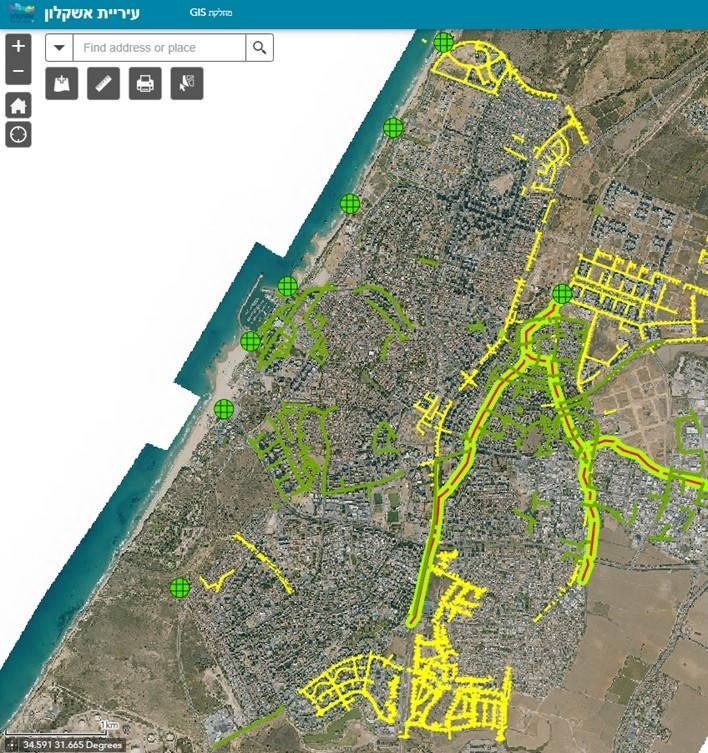 עיריית אשקלון
מחלקת GIS
Find address or place
1km
34.591 31.665 Degrees